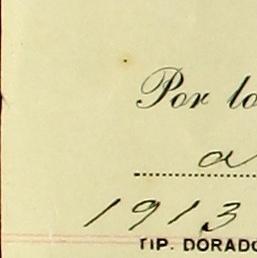 Por lo
a
1913
TIP. DORADO